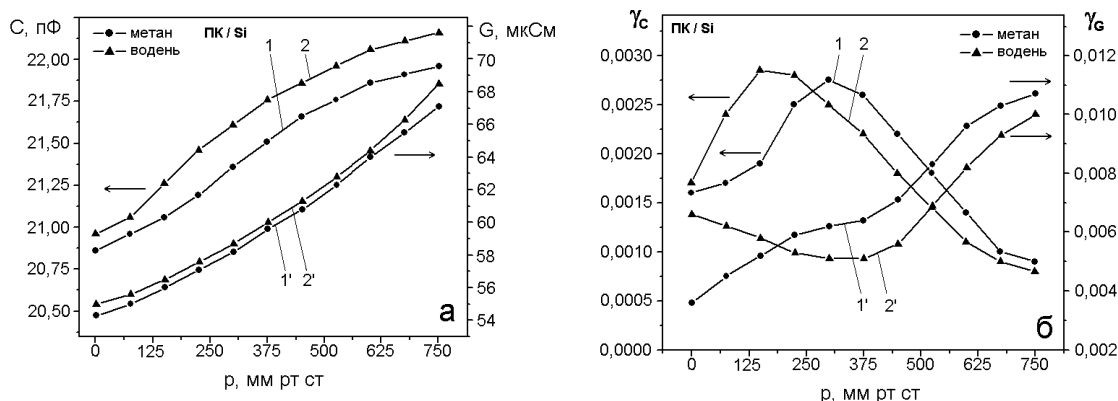 C, пФ
ПК / Si
G, мкСм
метан
водень
22,00
21,75
21,50
21,25
21,00
20,75
20,50
70
68
66
64
62
60
58
56
54
1
2
1'
2'
а
0 125 250 375 500 625 750
р, мм рт ст
γC
ПК / Si
γG
метан
водень
0,0030
0,0025
0,0020
0,0015
0,0010
0,0005
0,0000
0,012
0,010
0,008
0,006
0,004
0,002
1
2
1'
2'
б
0 125 250 375 500 625 750
р, мм рт ст